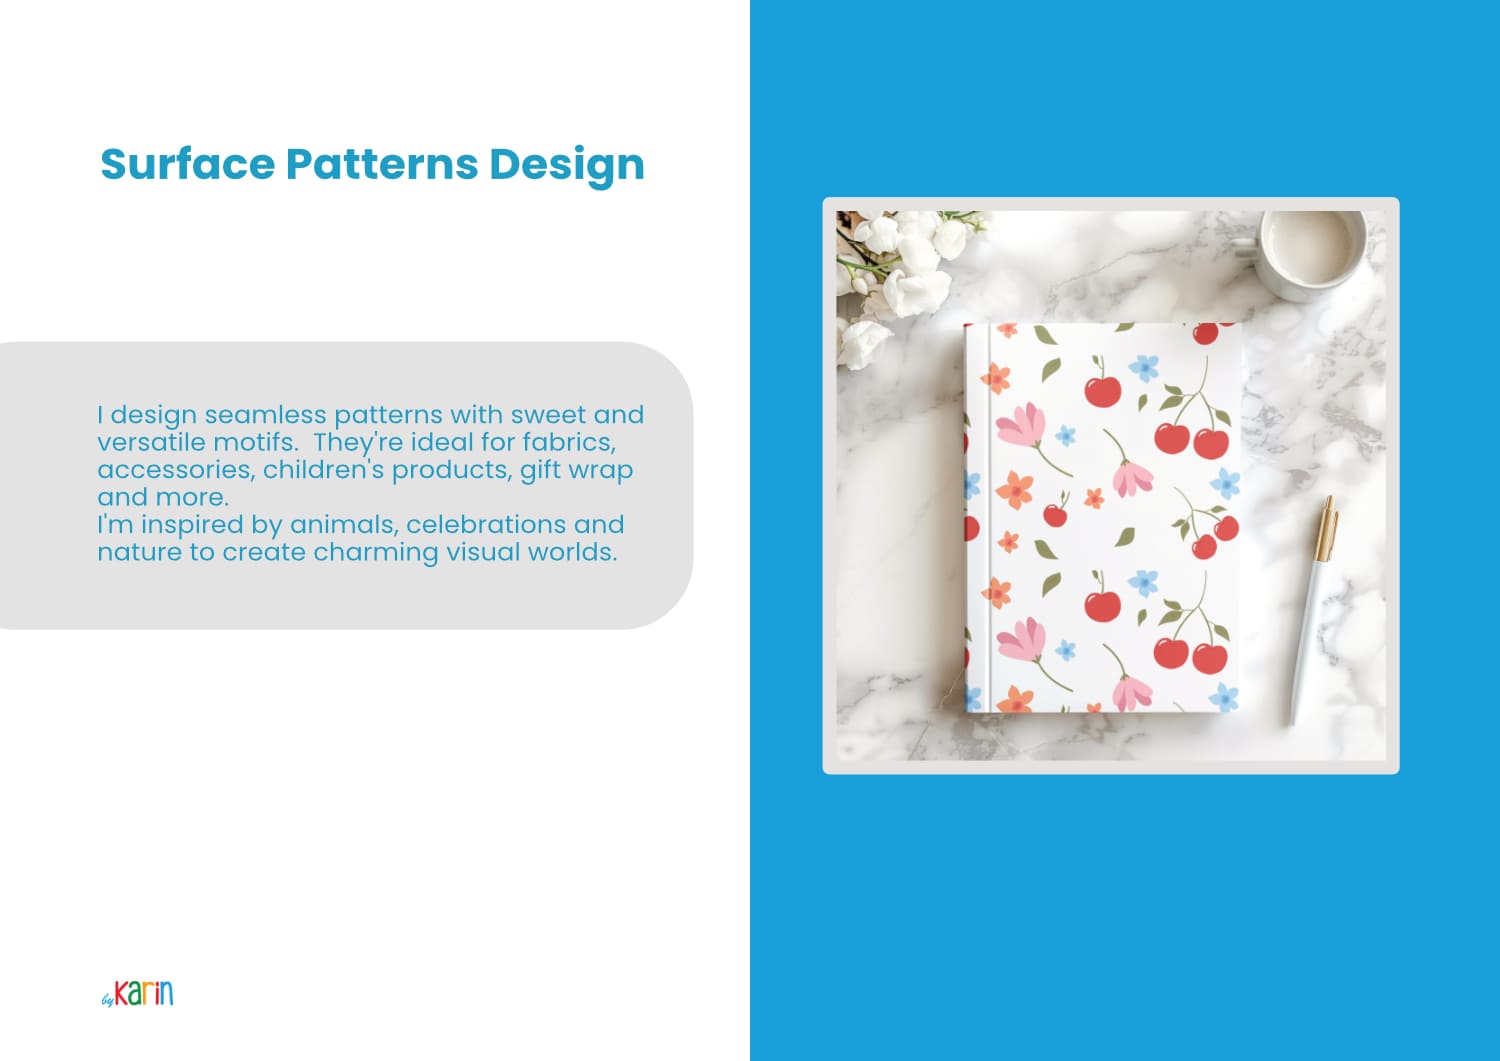 Surface Patterns Design
I design seamless patterns with sweet and
versatile motifs.  They're ideal for fabrics,
accessories, children's products, gift wrap
and more.
I'm inspired by animals, celebrations and
nature to create charming visual worlds.
by Karin